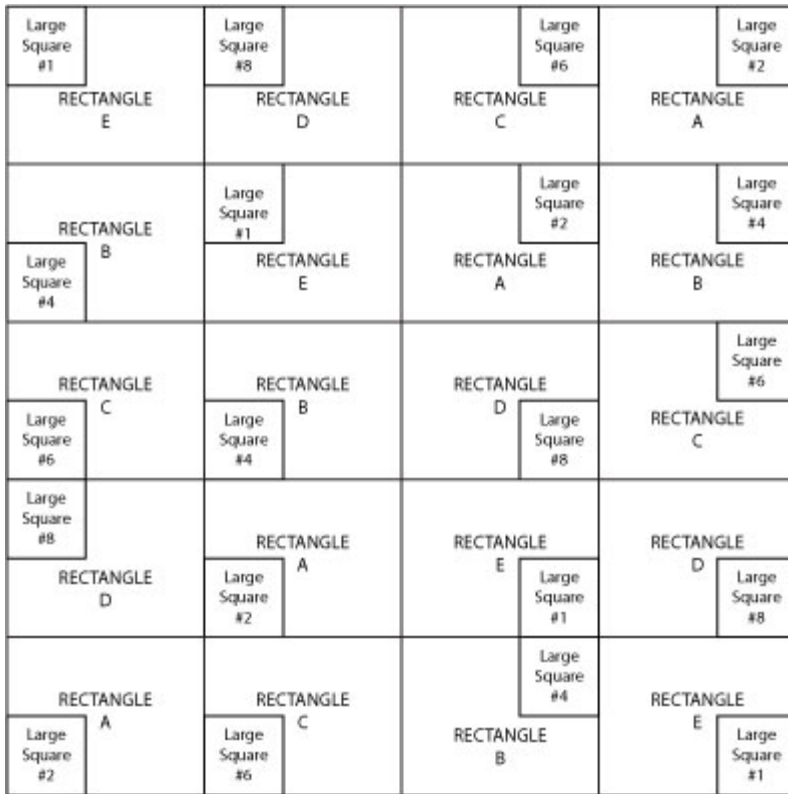 Large
Square
#1
RECTANGLE
E
Large
Square
#8
RECTANGLE
D
Large
Square
#6
RECTANGLE
C
Large
Square
#2
RECTANGLE
A
RECTANGLE
B
Large
Square
#4
Large
Square
#1
RECTANGLE
E
Large
Square
#2
RECTANGLE
A
Large
Square
#4
RECTANGLE
B
RECTANGLE
C
Large
Square
#6
RECTANGLE
B
Large
Square
#4
RECTANGLE
D
Large
Square
#8
Large
Square
#6
RECTANGLE
C
Large
Square
#8
RECTANGLE
D
RECTANGLE
A
Large
Square
#2
RECTANGLE
E
Large
Square
#1
RECTANGLE
D
Large
Square
#8
RECTANGLE
A
Large
Square
#2
RECTANGLE
C
Large
Square
#6
Large
Square
#4
RECTANGLE
B
RECTANGLE
E
Large
Square
#1